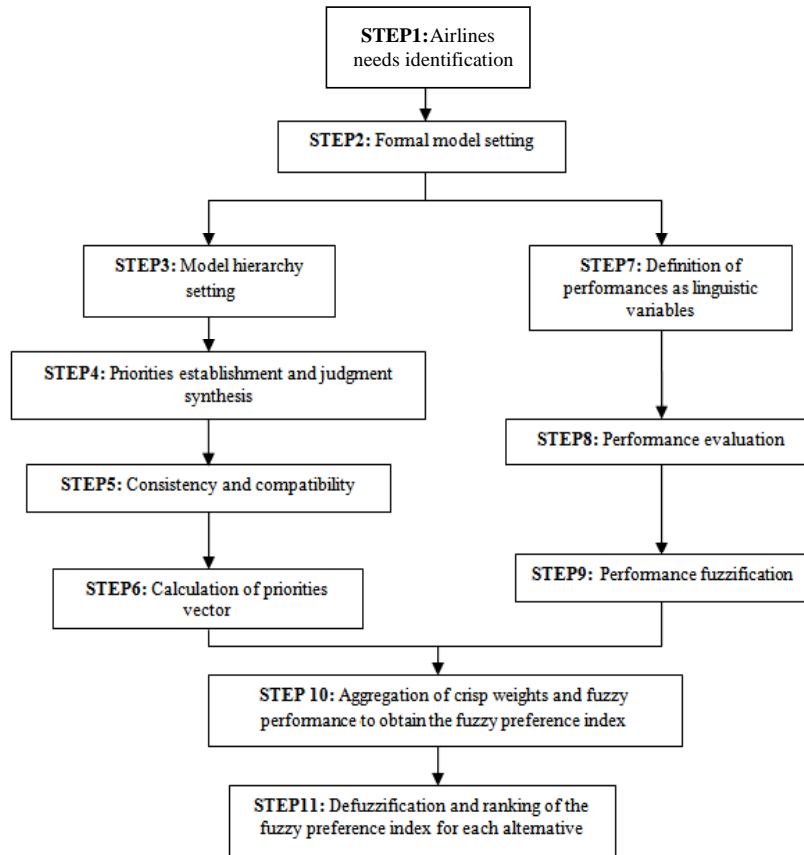 STEP1: Airlines
needs identification
STEP2: Formal model setting
STEP3: Model hierarchy
setting
STEP4: Priorities establishment and judgment
synthesis
STEP5: Consistency and compatibility
STEP6: Calculation of priorities
vector
STEP7: Definition of
performances as linguistic
variables
STEP8: Performance evaluation
STEP9: Performance fuzzification
STEP 10: Aggregation of crisp weights and fuzzy
performance to obtain the fuzzy preference index
STEP11: Defuzzification and ranking of the
fuzzy preference index for each alternative